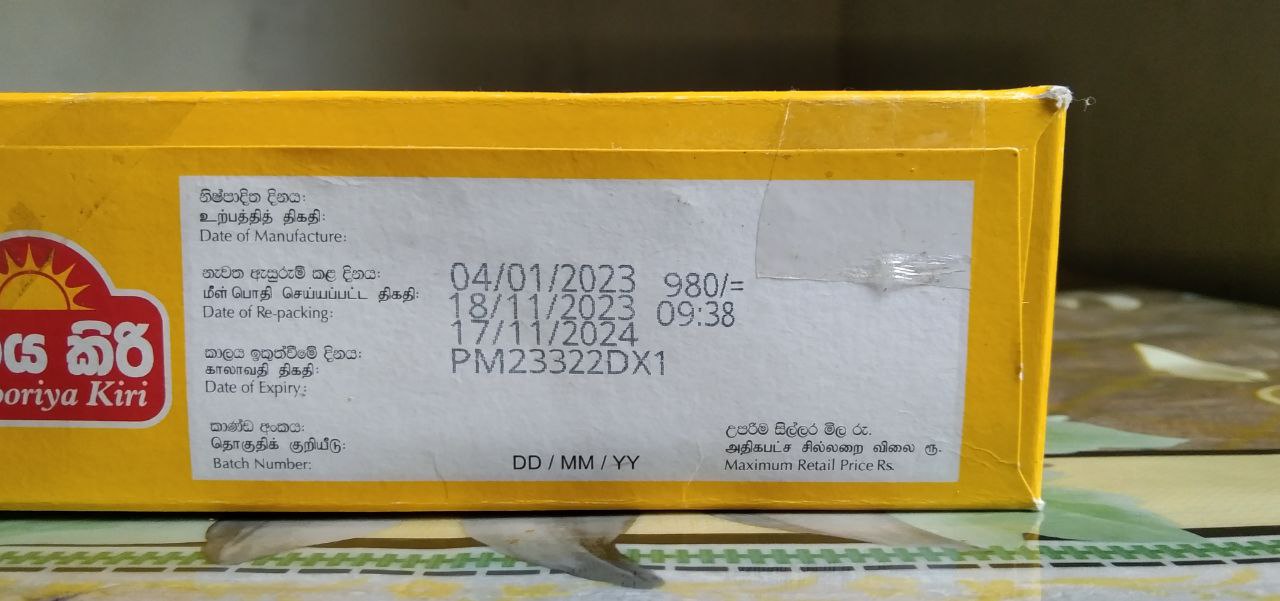 නිෂ්පාදිත දිනය:
உற்பத்தித் திகதி:
Date of Manufacture:
නැවත ඇසුරුම් කළ දිනය:
மீள் பொதி செய்யப்பட்ட திகதி:
Date of Re-packing:
04/01/2023 980/=
18/11/2023 09:38
17/11/2024
PM23322DX1
කාලය ඉකුත්වීමේ දිනය:
காலாவதி திகதி:
Date of Expiry:
කාණ්ඩ අංකය:
தொகுதிக் குறியீடு:
Batch Number:
DD / MM / YY
උපරිම සිල්ලර මිල රු.
அதிகபட்ச சில்லறை விலை ரூ.
Maximum Retail Price Rs.
ය කිරි
ooriya Kiri